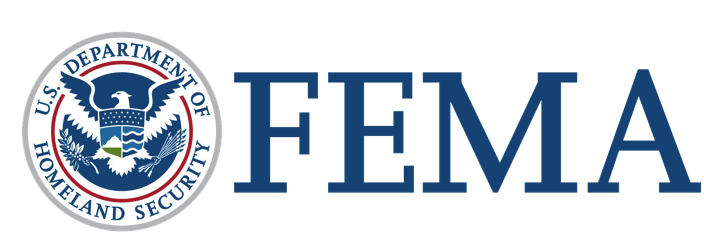 U.S. DEPARTMENT OF
HOMELAND SECURITY
FEMA